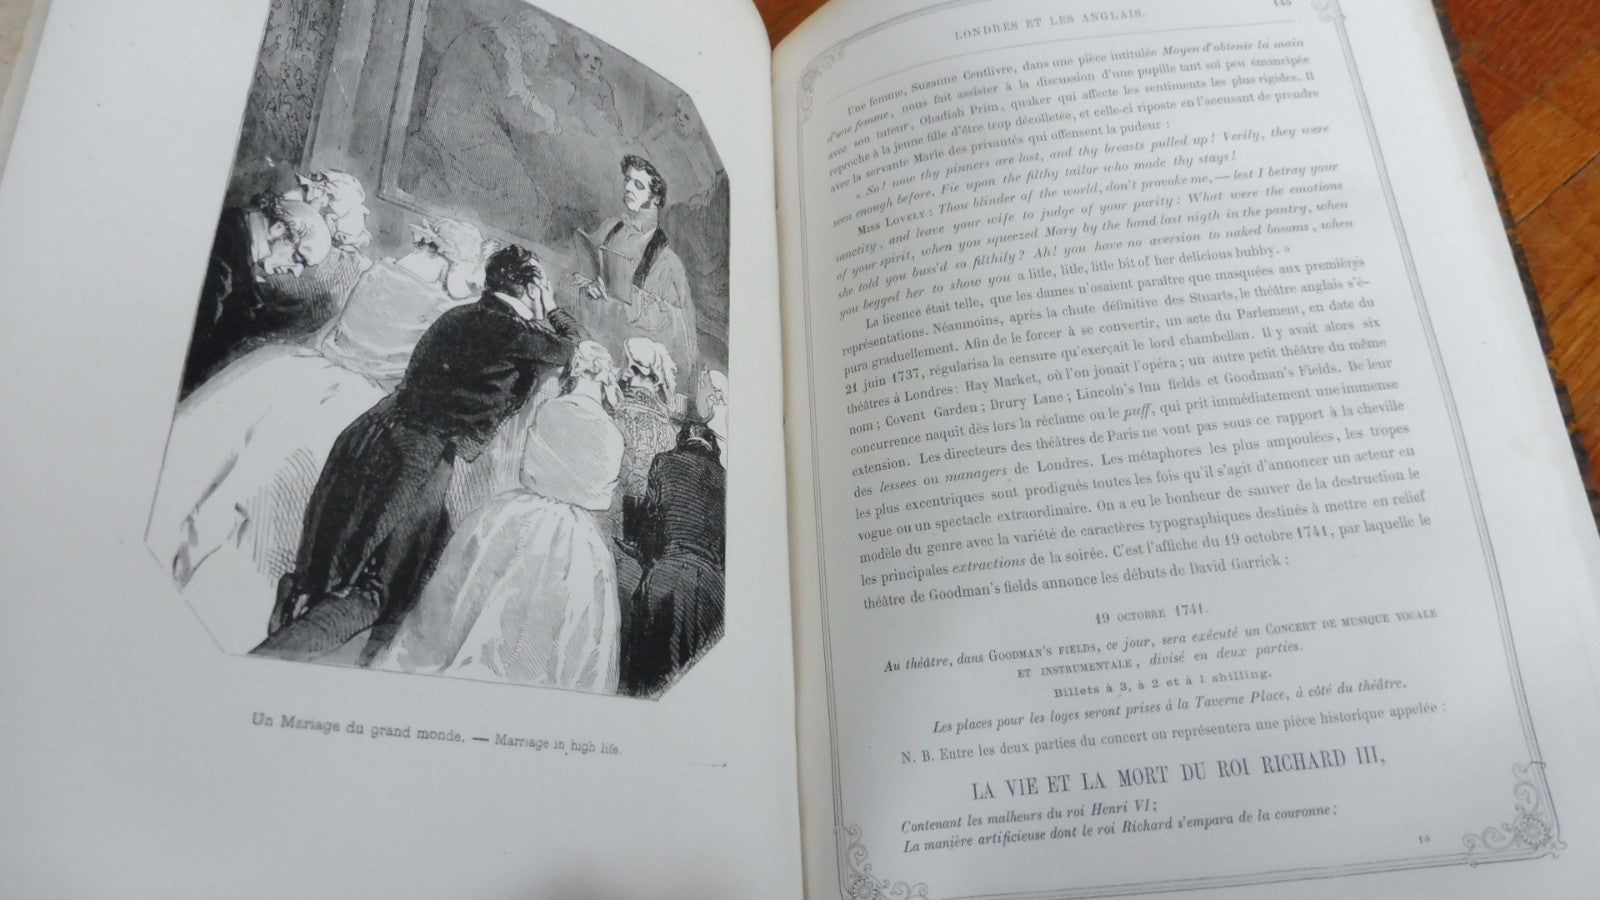 Un Mariage du grand monde. — Marriage in high life.
LONDRES ET LES ANGLAIS.
145
Une femme, Suzanne Centlivre, dans une pièce intitulée Moyen d'obtenir la main
d'une femme, nous fait assister à la discussion d'une pupille tant soi peu émancipée
avec son tuteur, Obadiah Prim, quaker qui affecte les sentiments les plus rigides. Il
reproche à la jeune fille d'être trop décolletée, et celle-ci riposte en l'accusant de prendre
avec la servante Marie des privautés qui offensent la pudeur :
« So! now thy pinners are lost, and thy breasts pulled up! Verily, they were
seen enough before. Fie upon the filthy tailor who made thy stays!
MISS LOVELY : Thou blinder of the world, don't provoke me, — lest I betray your
sanctity, and leave your wife to judge of your purity : What were the emotions
of your spirit, when you squeezed Mary by the hand last nigth in the pantry, when
she told you buss'd so filthily? Ah! you have no aversion to naked bosoms, when
you begged her to show you a litle, litle, litle bit of her delicious bubby. »
La licence était telle, que les dames n'osaient paraître que masquées aux premières
représentations. Néanmoins, après la chute définitive des Stuarts, le théâtre anglais s'é-
pura graduellement. Afin de le forcer à se convertir, un acte du Parlement, en date du
21 juin 1737, régularisa la censure qu'exerçait le lord chambellan. Il y avait alors six
théâtres à Londres : Hay Market, où l'on jouait l'opéra ; un autre petit théâtre du même
nom ; Covent Garden ; Drury Lane ; Lincoln's Inn fields et Goodman's Fields. De leur
concurrence naquit dès lors la réclame ou le puff, qui prit immédiatement une immense
extension. Les directeurs des théâtres de Paris ne vont pas sous ce rapport à la cheville
des lessees ou managers de Londres. Les métaphores les plus ampoulées, les tropes
les plus excentriques sont prodigués toutes les fois qu'il s'agit d'annoncer un acteur en
vogue ou un spectacle extraordinaire. On a eu le bonheur de sauver de la destruction le
modèle du genre avec la variété de caractères typographiques destinés à mettre en relief
les principales extractions de la soirée. C'est l'affiche du 19 octobre 1741, par laquelle le
théâtre de Goodman's fields annonce les débuts de David Garrick :
19 OCTOBRE 1741.
Au théâtre, dans GOODMAN'S FIELDS, ce jour, sera exécuté un CONCERT DE MUSIQUE VOCALE
ET INSTRUMENTALE, divisé en deux parties.
Billets à 3, à 2 et à 1 shilling.
Les places pour les loges seront prises à la Taverne Place, à côté du théâtre.
N. B. Entre les deux parties du concert on représentera une pièce historique appelée :
LA VIE ET LA MORT DU ROI RICHARD III,
Contenant les malheurs du roi Henri VI ;
La manière artificieuse dont le roi Richard s'empara de la couronne ;
10